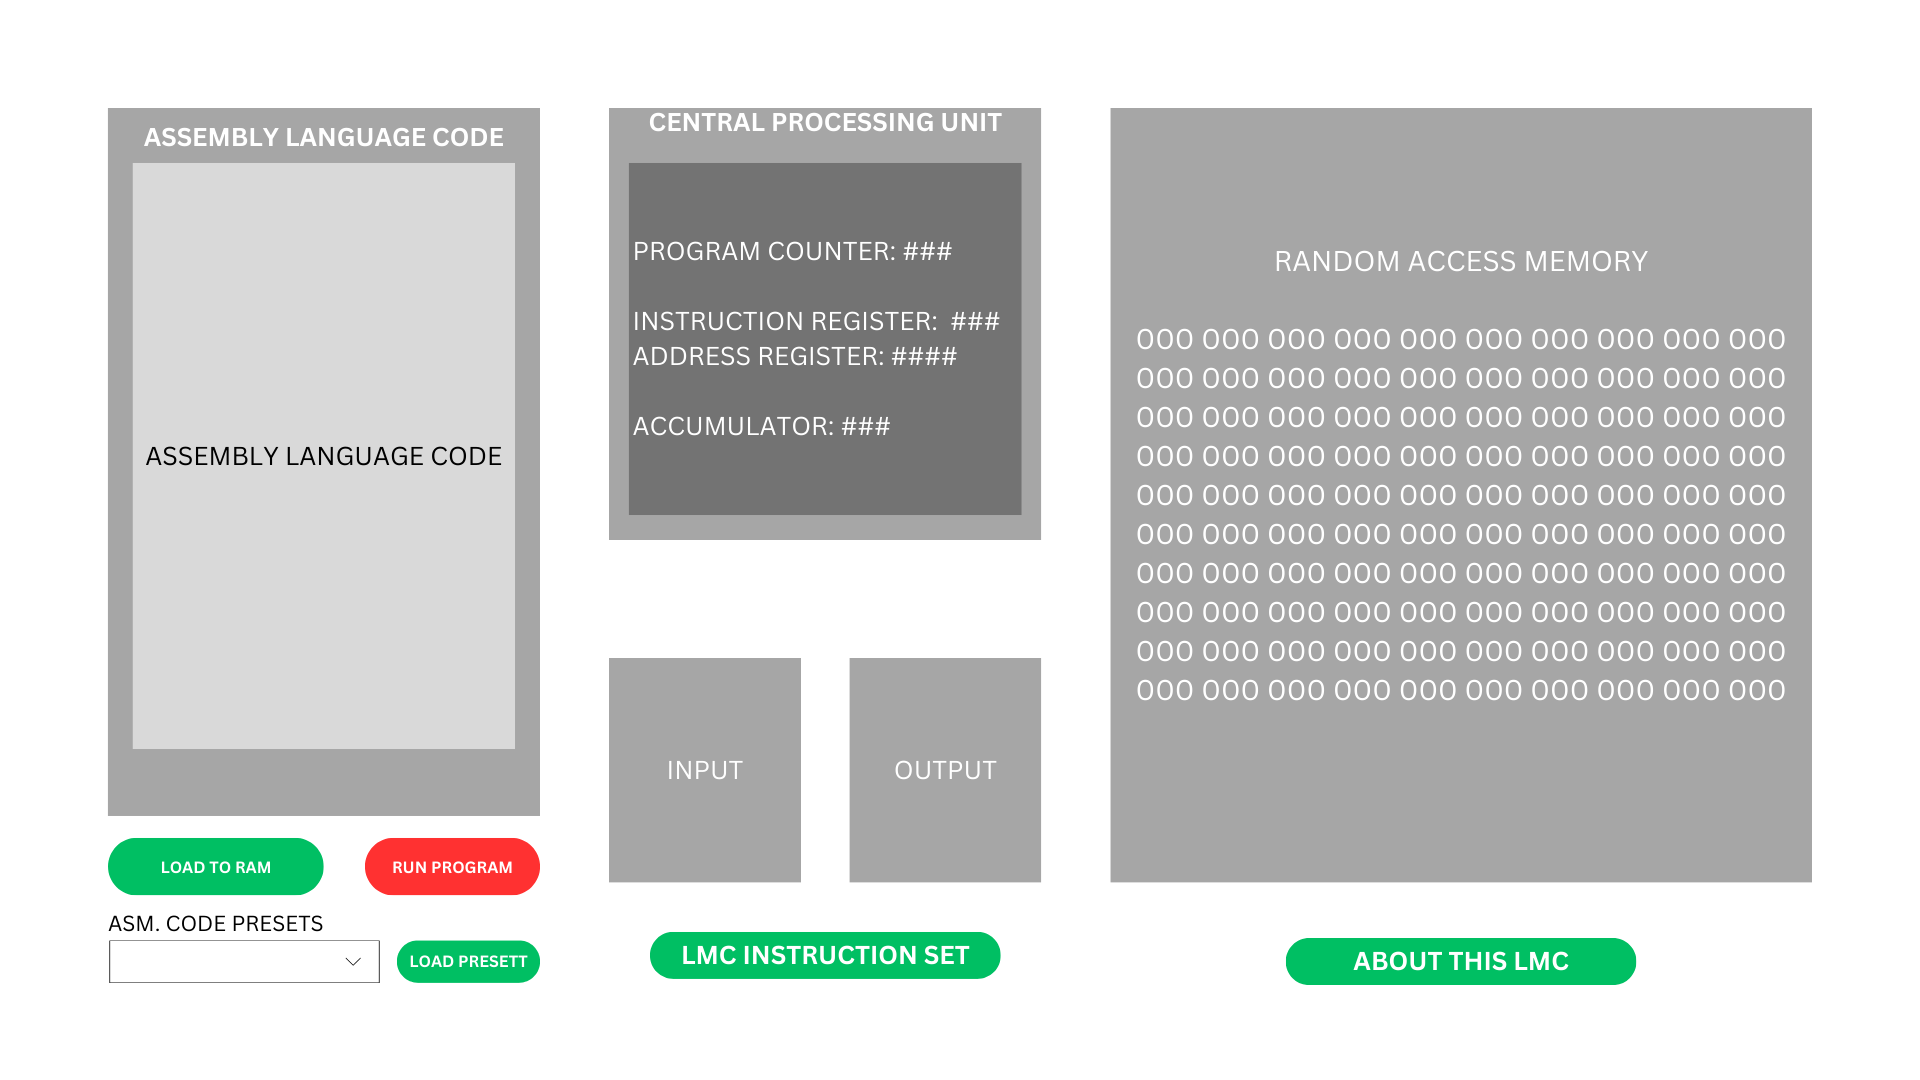 ASSEMBLY LANGUAGE CODE
ASSEMBLY LANGUAGE CODE
LOAD TO RAM
RUN PROGRAM
ASM. CODE PRESETS
LOAD PRESETT
CENTRAL PROCESSING UNIT
PROGRAM COUNTER: ###
INSTRUCTION REGISTER:  ###
ADDRESS REGISTER: ####
ACCUMULATOR: ###
INPUT
OUTPUT
LMC INSTRUCTION SET
RANDOM ACCESS MEMORY
000 000 000 000 000 000 000 000 000 000
000 000 000 000 000 000 000 000 000 000
000 000 000 000 000 000 000 000 000 000
000 000 000 000 000 000 000 000 000 000
000 000 000 000 000 000 000 000 000 000
000 000 000 000 000 000 000 000 000 000
000 000 000 000 000 000 000 000 000 000
000 000 000 000 000 000 000 000 000 000
000 000 000 000 000 000 000 000 000 000
000 000 000 000 000 000 000 000 000 000
ABOUT THIS LMC